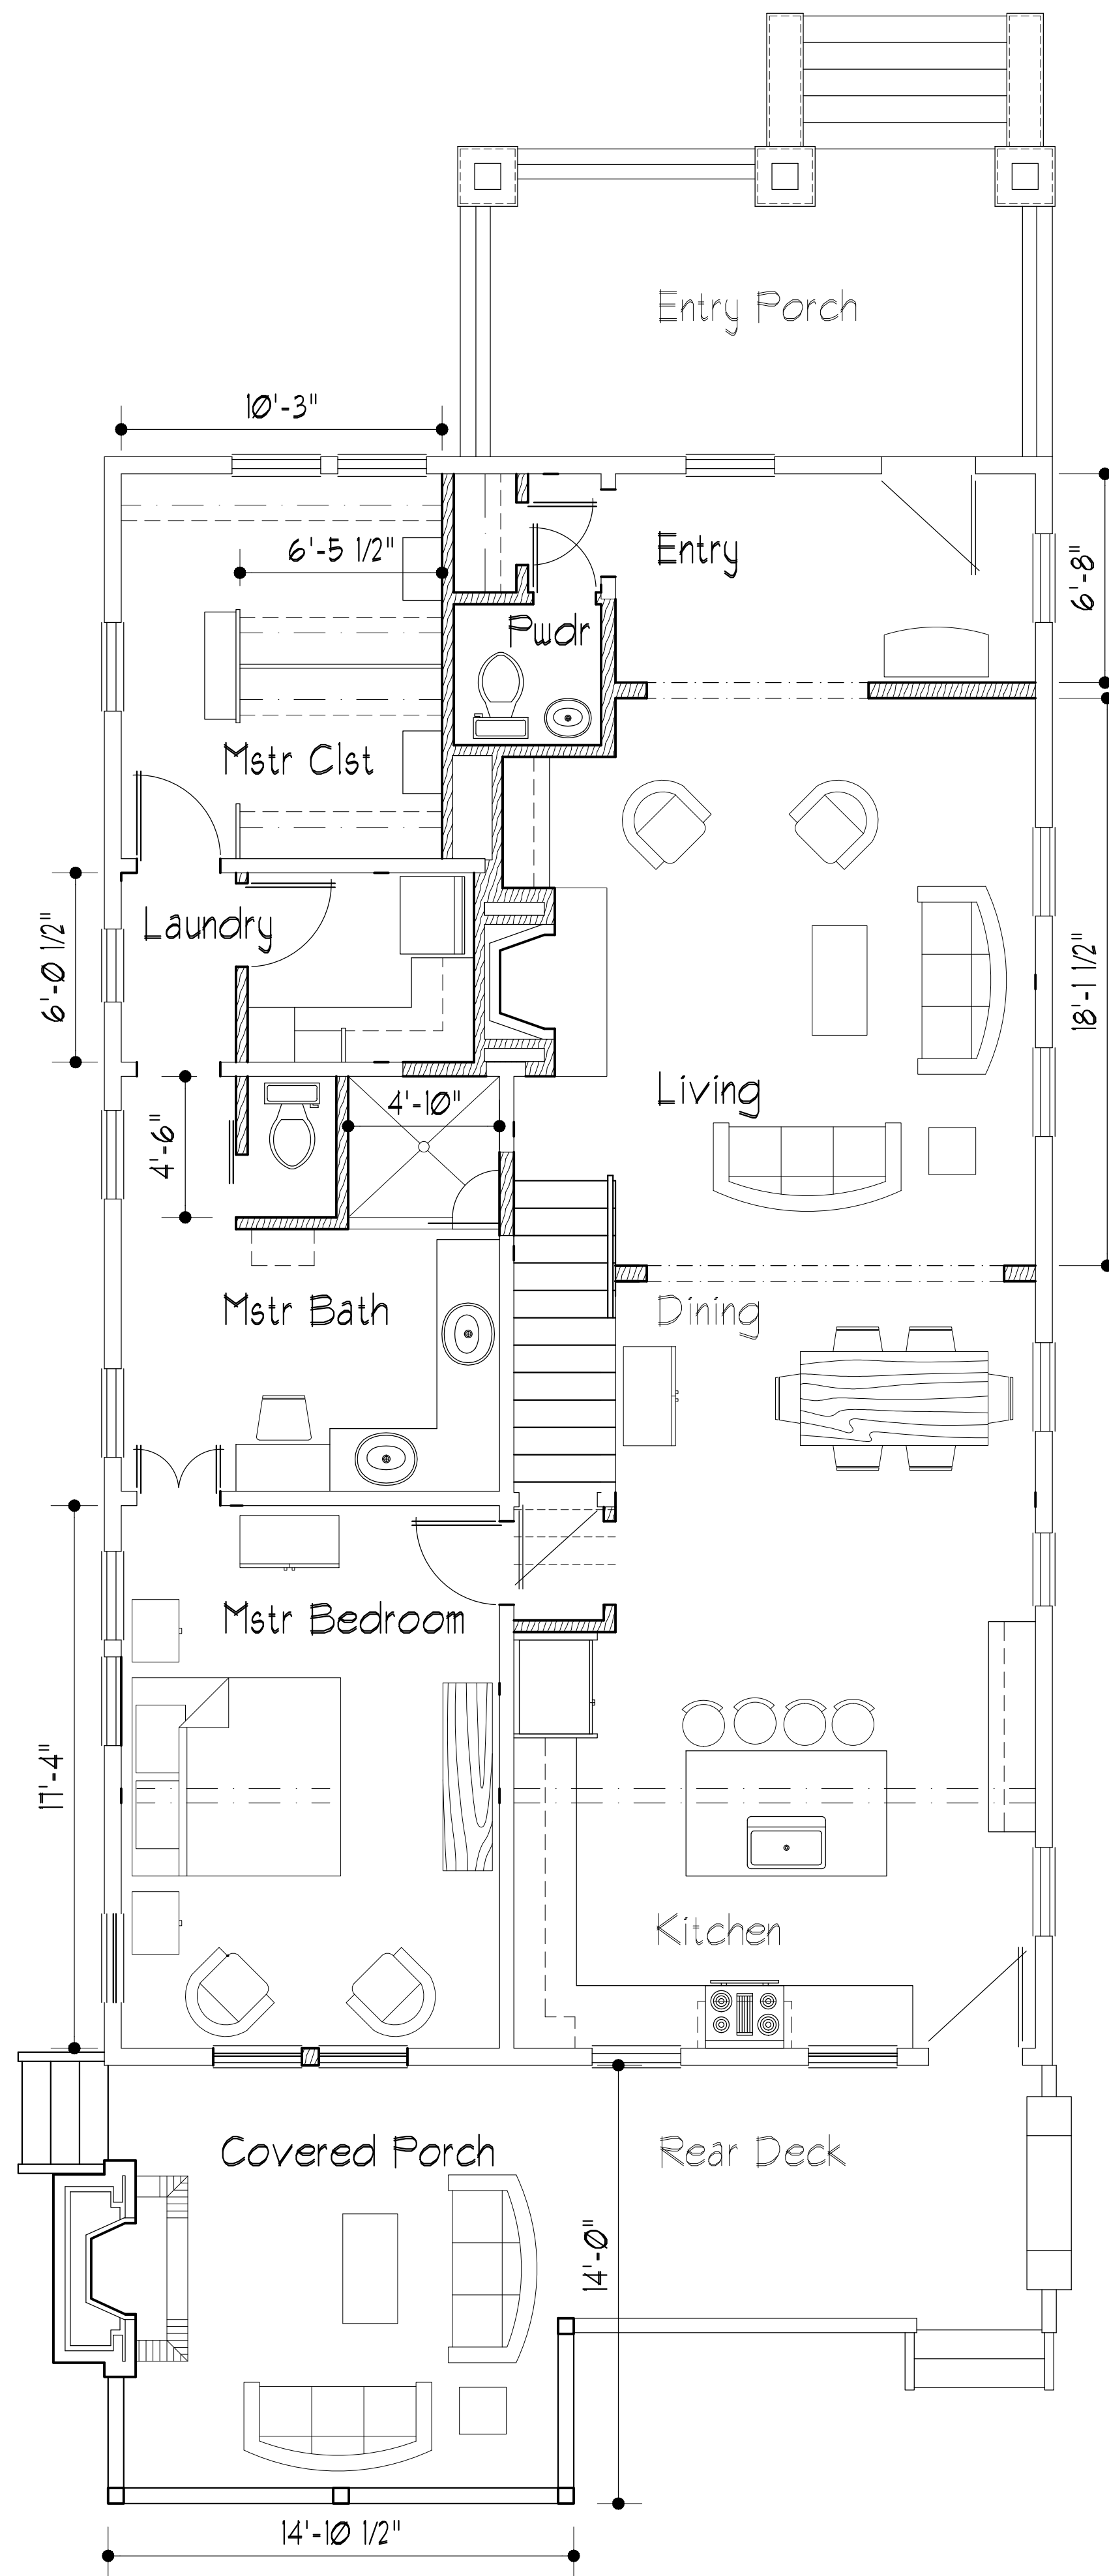 Entry Porch
10'-3"
6'-5 1/2"
Entry
6'-8"
Pwdr
Mstr Clst
Laundry
6'-0 1/2"
18'-1 1/2"
Living
4'-10"
4'-6"
Mstr Bath
Dining
Mstr Bedroom
17'-4"
Kitchen
Covered Porch
Rear Deck
14'-0"
14'-10 1/2"